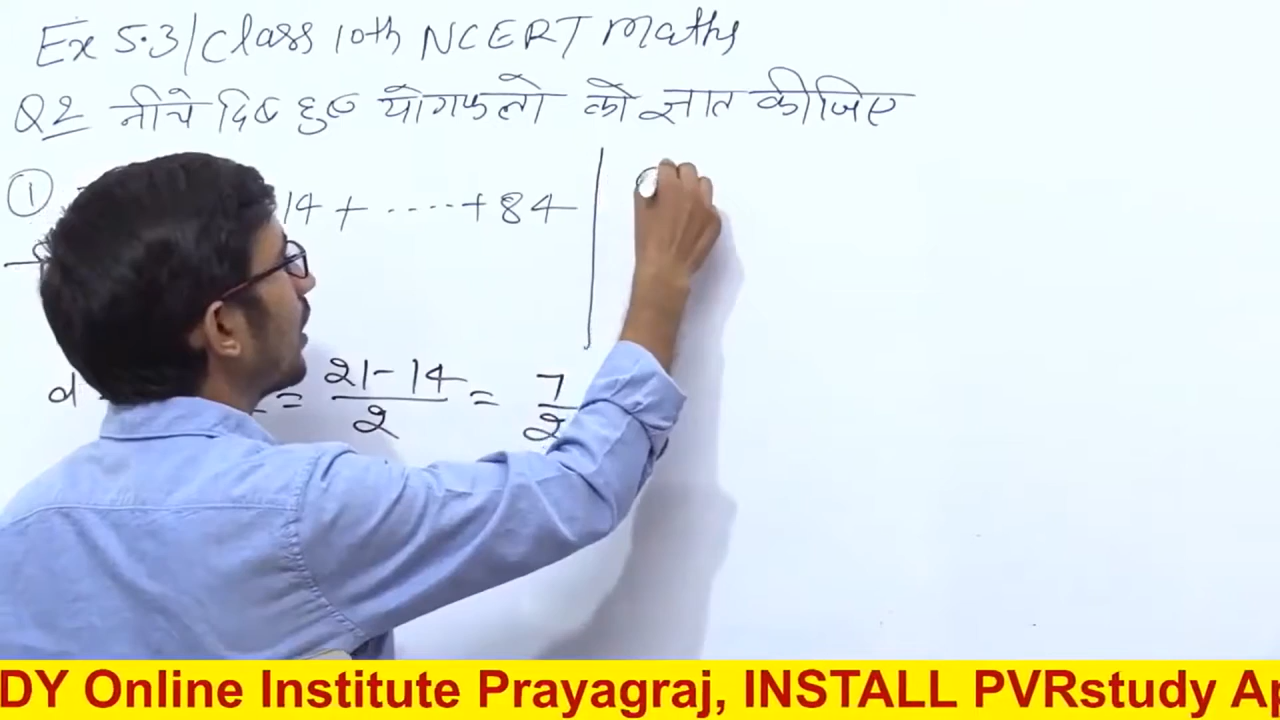 Ex 5.3/Class 10th NCERT Maths
Q2 नीचे दिए हुए योगफलो को ज्ञात कीजिए
① 14 + ....+ 84
d = 21-14/2 = 7/2
DY Online Institute Prayagraj, INSTALL PVRstudy Ap